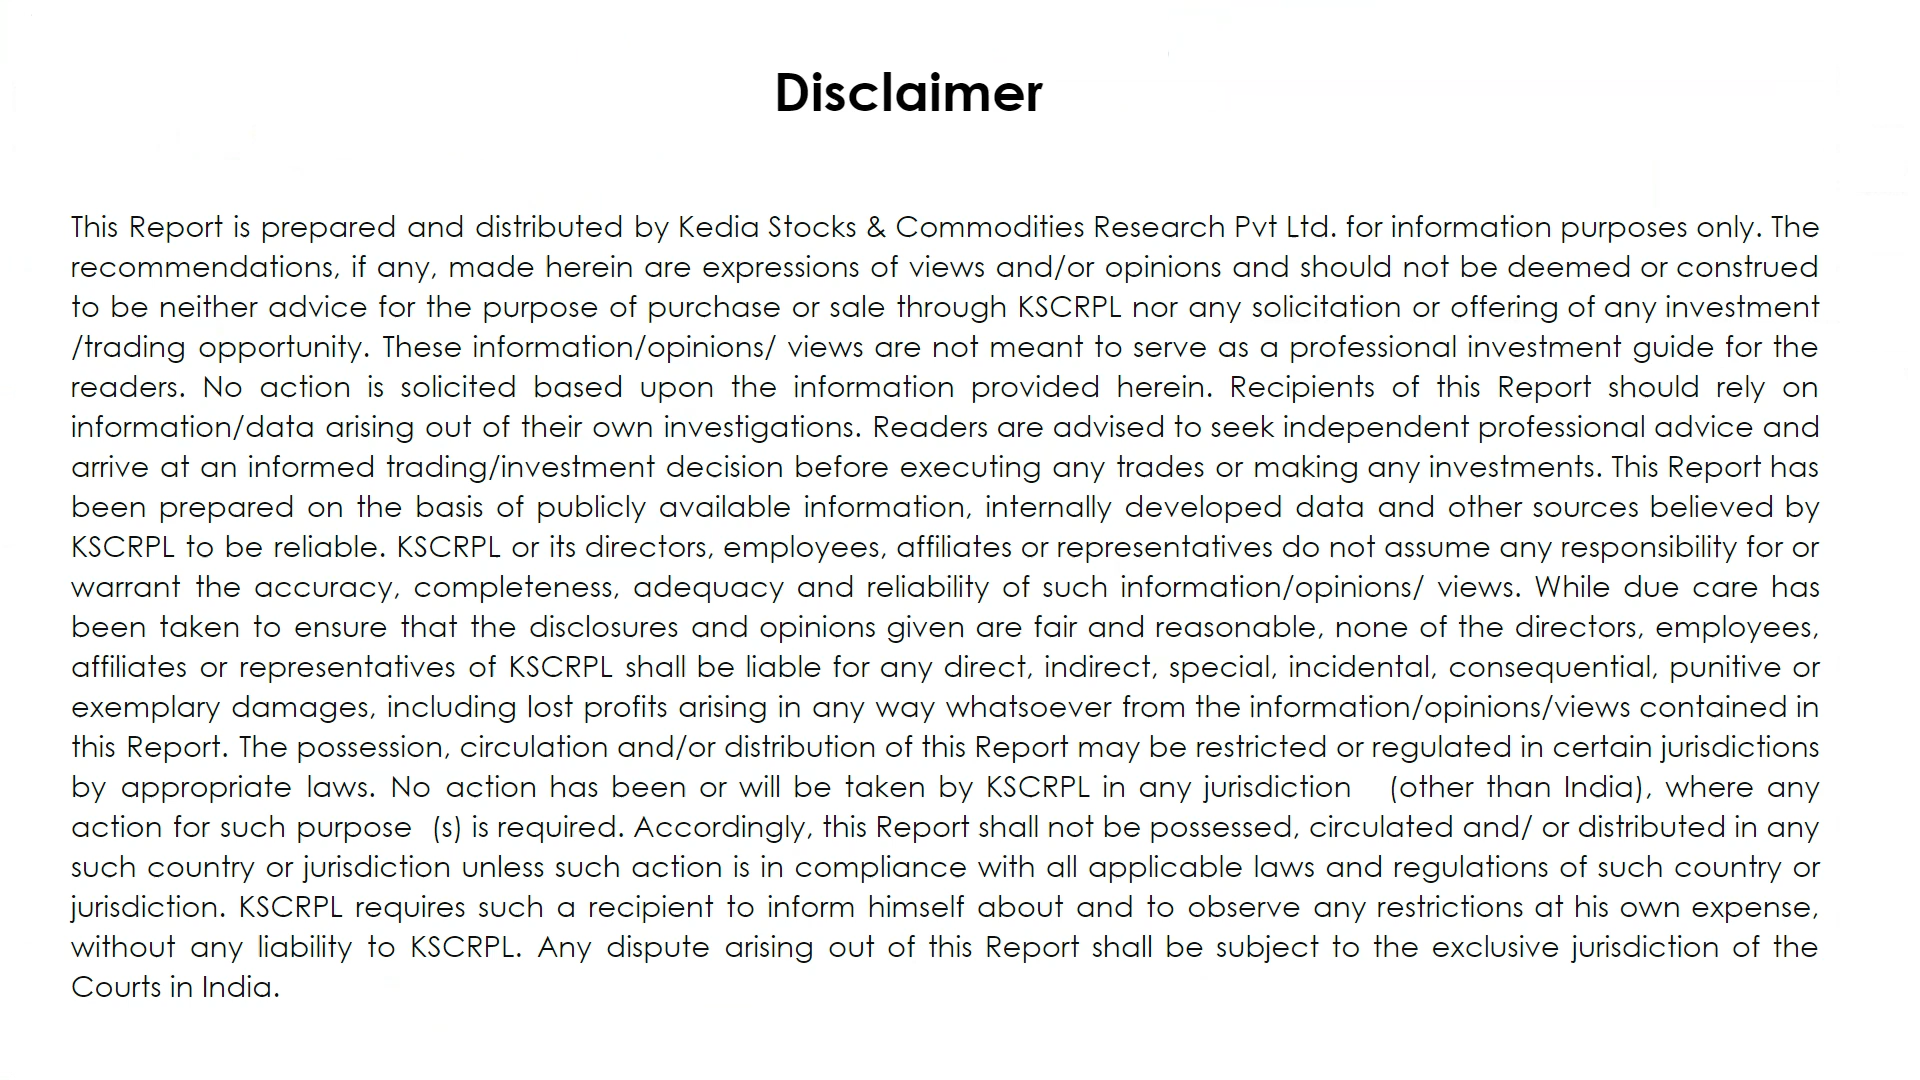 Disclaimer
This Report is prepared and distributed by Kedia Stocks & Commodities Research Pvt Ltd. for information purposes only. The
recommendations, if any, made herein are expressions of views and/or opinions and should not be deemed or construed
to be neither advice for the purpose of purchase or sale through KSCRPL nor any solicitation or offering of any investment
/trading opportunity. These information/opinions/ views are not meant to serve as a professional investment guide for the
readers. No action is solicited based upon the information provided herein. Recipients of this Report should rely on
information/data arising out of their own investigations. Readers are advised to seek independent professional advice and
arrive at an informed trading/investment decision before executing any trades or making any investments. This Report has
been prepared on the basis of publicly available information, internally developed data and other sources believed by
KSCRPL to be reliable. KSCRPL or its directors, employees, affiliates or representatives do not assume any responsibility for or
warrant the accuracy, completeness, adequacy and reliability of such information/opinions/ views. While due care has
been taken to ensure that the disclosures and opinions given are fair and reasonable, none of the directors, employees,
affiliates or representatives of KSCRPL shall be liable for any direct, indirect, special, incidental, consequential, punitive or
exemplary damages, including lost profits arising in any way whatsoever from the information/opinions/views contained in
this Report. The possession, circulation and/or distribution of this Report may be restricted or regulated in certain jurisdictions
by appropriate laws. No action has been or will be taken by KSCRPL in any jurisdiction (other than India), where any
action for such purpose (s) is required. Accordingly, this Report shall not be possessed, circulated and/ or distributed in any
such country or jurisdiction unless such action is in compliance with all applicable laws and regulations of such country or
jurisdiction. KSCRPL requires such a recipient to inform himself about and to observe any restrictions at his own expense,
without any liability to KSCRPL. Any dispute arising out of this Report shall be subject to the exclusive jurisdiction of the
Courts in India.